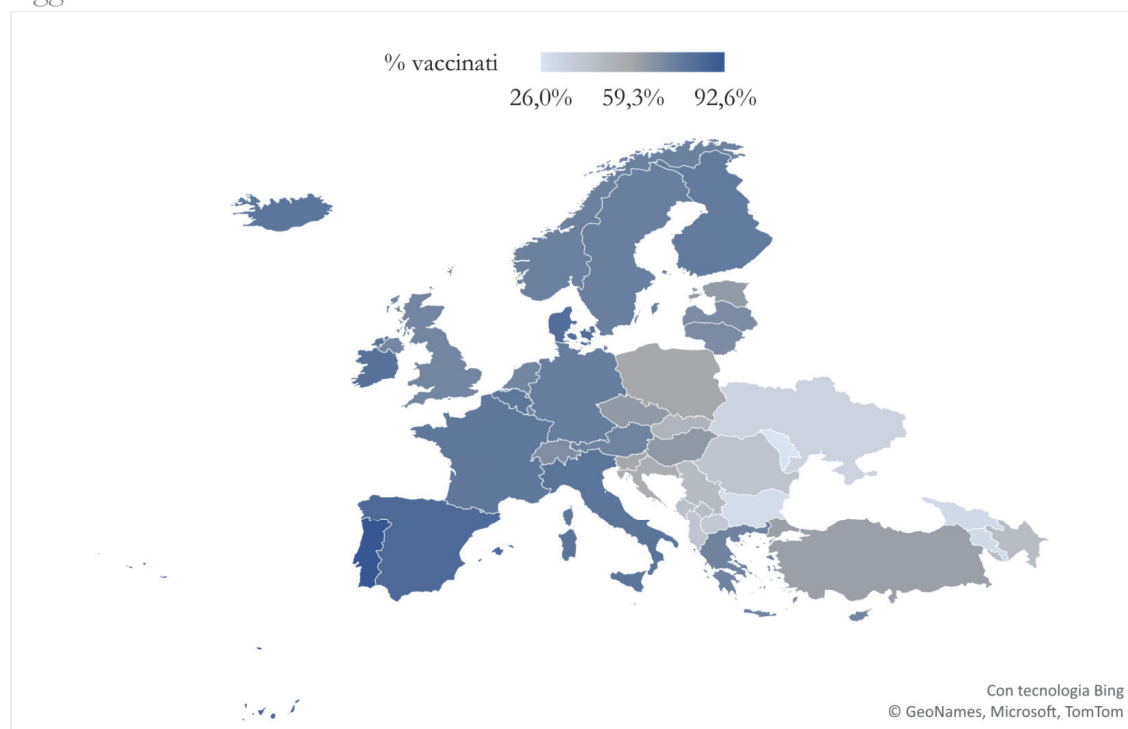 % vaccinati
26,0% 59,3% 92,6%
Con tecnologia Bing
© GeoNames, Microsoft, TomTom